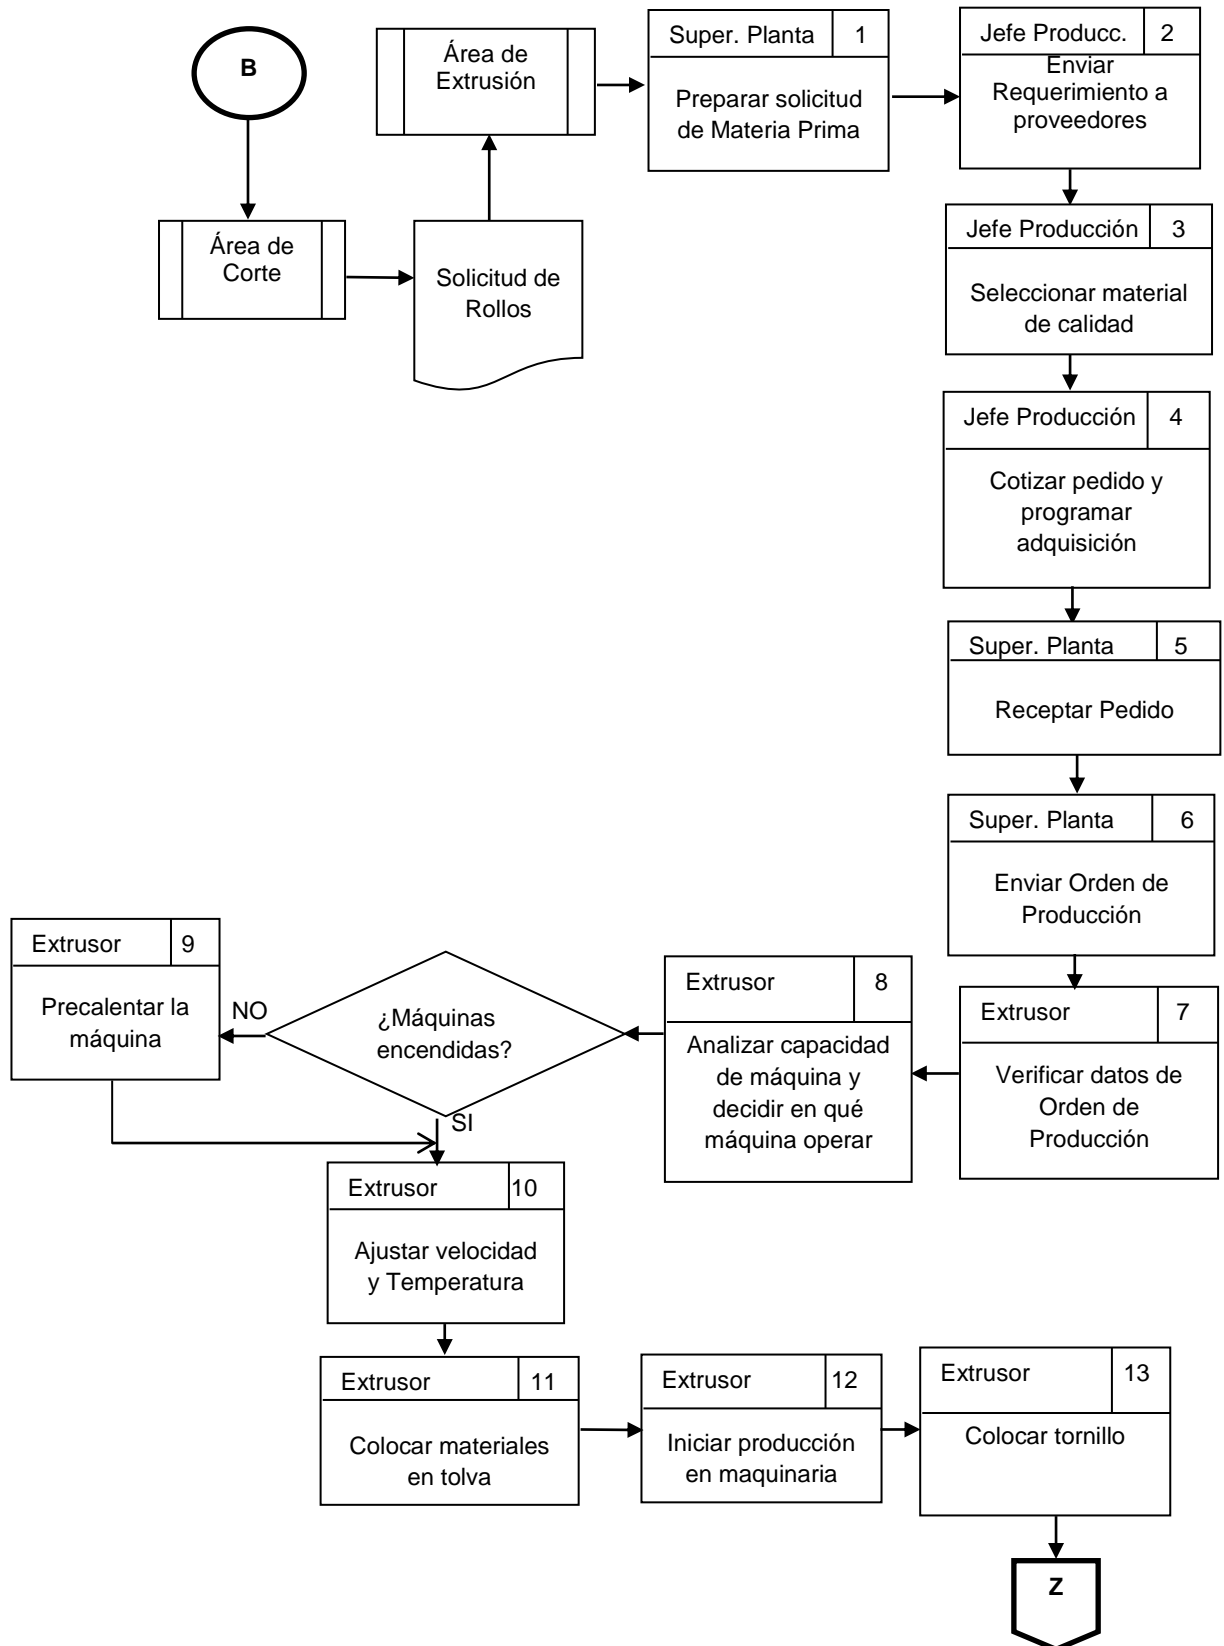 B
Área de
Corte
Solicitud de
Rollos
Área de
Extrusión
Super. Planta 1
Preparar solicitud
de Materia Prima
Jefe Producc. 2
Enviar
Requerimiento a
proveedores
Jefe Producción 3
Seleccionar material
de calidad
Jefe Producción 4
Cotizar pedido y
programar
adquisición
Super. Planta 5
Receptar Pedido
Super. Planta 6
Enviar Orden de
Producción
Extrusor 7
Verificar datos de
Orden de
Producción
Extrusor 8
Analizar capacidad
de máquina y
decidir en qué
máquina operar
¿Máquinas
encendidas?
NO
Extrusor 9
Precalentar la
máquina
SI
Extrusor 10
Ajustar velocidad
y Temperatura
Extrusor 11
Colocar materiales
en tolva
Extrusor 12
Iniciar producción
en maquinaria
Extrusor 13
Colocar tornillo
Z